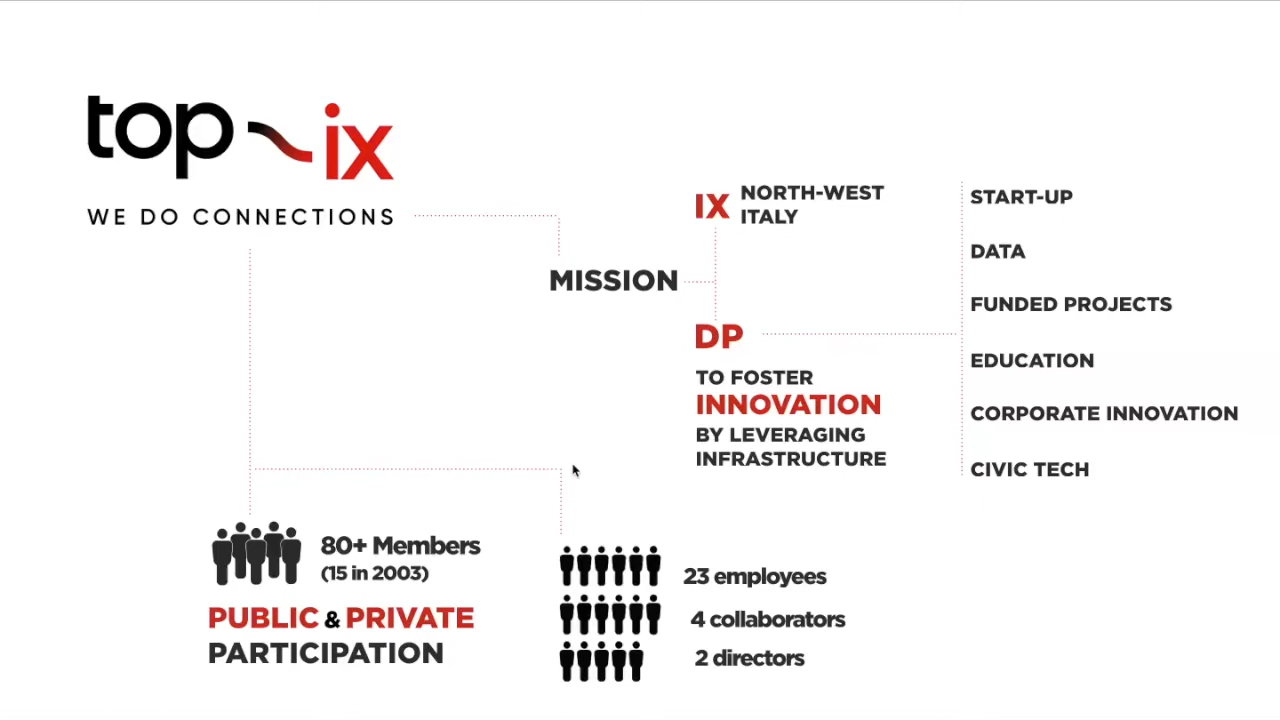 top ix
WE DO CONNECTIONS
MISSION
IX NORTH-WEST
ITALY
DP
TO FOSTER
INNOVATION
BY LEVERAGING
INFRASTRUCTURE
START-UP
DATA
FUNDED PROJECTS
EDUCATION
CORPORATE INNOVATION
CIVIC TECH
80+ Members
(15 in 2003)
PUBLIC & PRIVATE
PARTICIPATION
23 employees
4 collaborators
2 directors